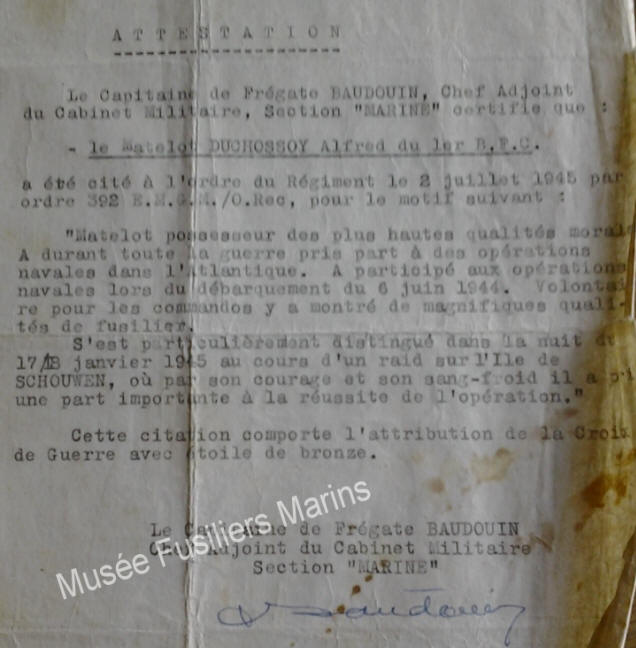 ATTESTATION
Le Capitaine de Frégate BAUDOUIN, Chef Adjoint
du Cabinet Militaire, Section "MARINE" certifie que :
- le Matelot DUCHOSSOY Alfred du 1er B.F.C.
a été cité à l'ordre du Régiment le 2 juillet 1945 par
ordre 392 E.M.G.M./O.Rec, pour le motif suivant :
"Matelot possesseur des plus hautes qualités morale
A durant toute la guerre pris part à des opérations
navales dans l'Atlantique. A participé aux opérations
navales lors du débarquement du 6 juin 1944. Volontai
re pour les commandos y a montré de magnifiques quali-
tés de fusilier.
S'est particulièrement distingué dans la nuit du
17/18 janvier 1945 au cours d'un raid sur l'Ile de
SCHOUWEN, où par son courage et son sang-froid il a pri
une part importante à la réussite de l'opération."
Cette citation comporte l'attribution de la Croix
de Guerre avec étoile de bronze.
Le Capitaine de Frégate BAUDOUIN
Chef Adjoint du Cabinet Militaire
Section "MARINE"
Baudouin
Musée Fusiliers Marins